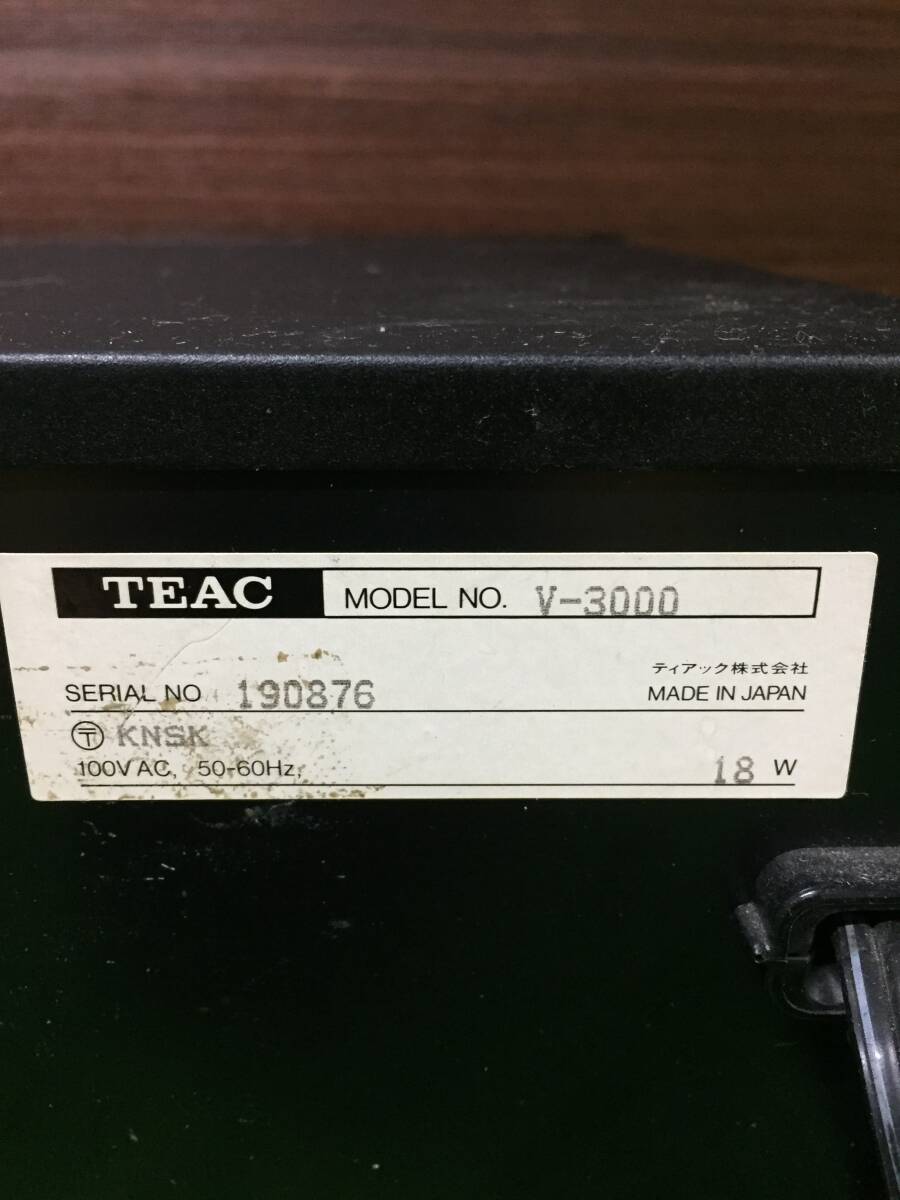 TEAC MODEL NO. V-3000
ティアック株式会社
SERIAL NO 190876 MADE IN JAPAN
〒 KNSK
100V AC, 50-60Hz, 18 W